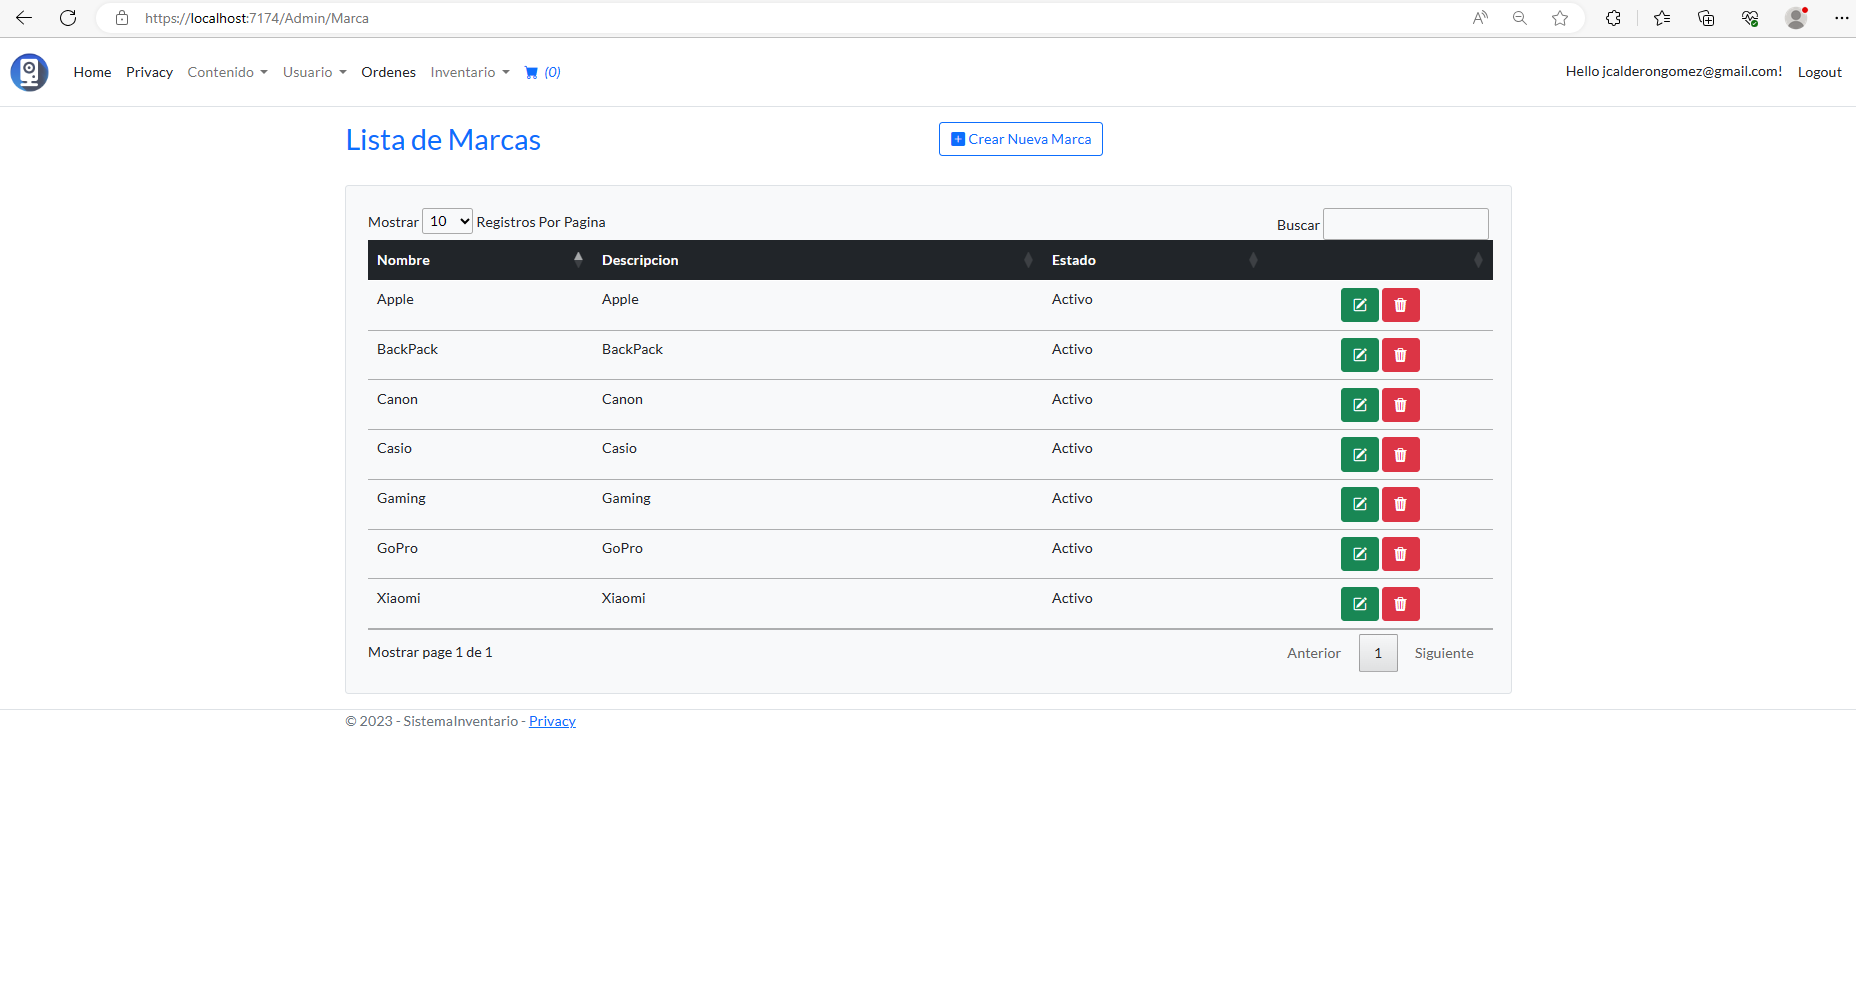 https://localhost:7174/Admin/Marca
Home Privacy Contenido Usuario Ordenes Inventario (0) Hello jcalderongomez@gmail.com! Logout
Lista de Marcas Crear Nueva Marca
Mostrar 10 Registros Por Pagina Buscar
Nombre Descripcion Estado
Apple Apple Activo
BackPack BackPack Activo
Canon Canon Activo
Casio Casio Activo
Gaming Gaming Activo
GoPro GoPro Activo
Xiaomi Xiaomi Activo
Mostrar page 1 de 1 Anterior 1 Siguiente
© 2023 - SistemaInventario - Privacy